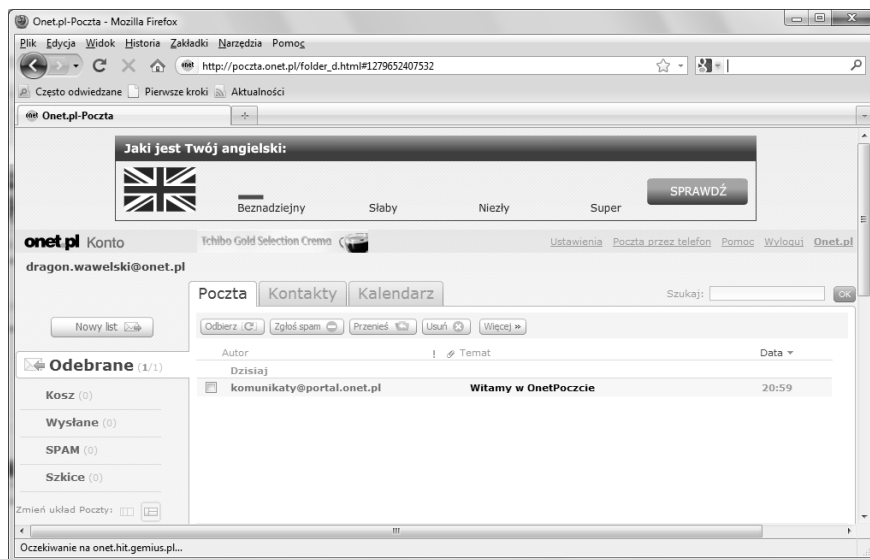 Onet.pl-Poczta - Mozilla Firefox
Plik Edycja Widok Historia Zakładki Narzędzia Pomoc
http://poczta.onet.pl/folder_d.html#1279652407532
Często odwiedzane Pierwsze kroki Aktualności
onet Onet.pl-Poczta
Jaki jest Twój angielski:
SPRAWDŹ
Beznadziejny Słaby Niezły Super
onet.pl Konto Tchibo Gold Selection Crema Ustawienia Poczta przez telefon Pomoc Wyloguj Onet.pl
dragon.wawelski@onet.pl
Poczta Kontakty Kalendarz Szukaj: OK
Nowy list Odbierz Zgłoś spam Przenieś Usuń Więcej »
Autor ! Temat Data
Odebrane (1/1)
Dzisiaj
komunikaty@portal.onet.pl Witamy w OnetPoczcie 20:59
Kosz (0)
Wysłane (0)
SPAM (0)
Szkice (0)
Zmień układ Poczty:
Oczekiwanie na onet.hit.gemius.pl...